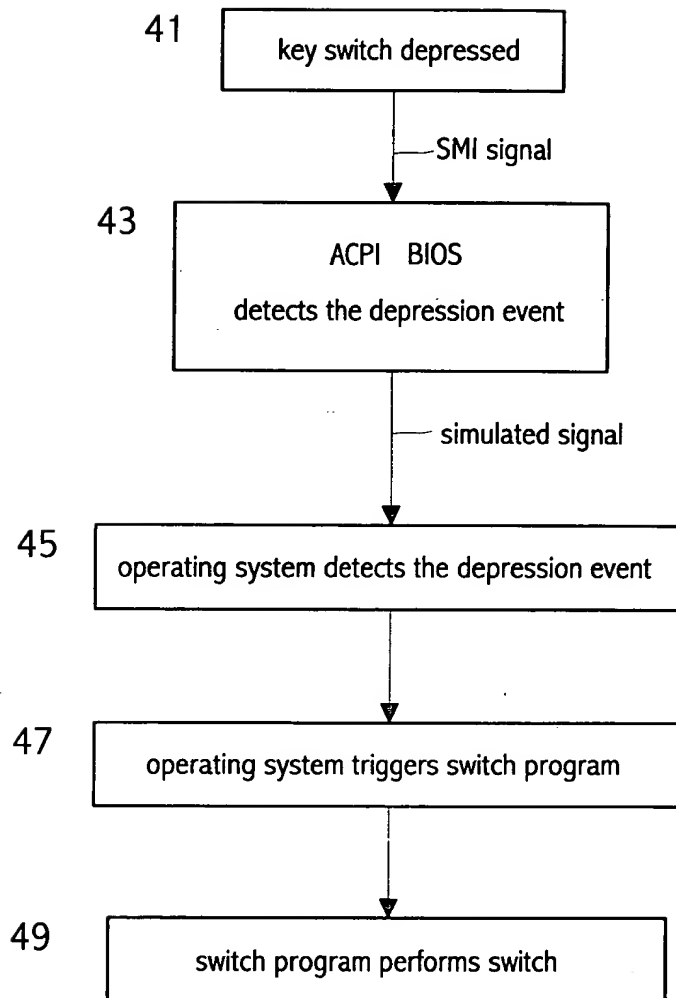 41
key switch depressed
SMI signal
43
ACPI BIOS
detects the depression event
simulated signal
45
operating system detects the depression event
47
operating system triggers switch program
49
switch program performs switch